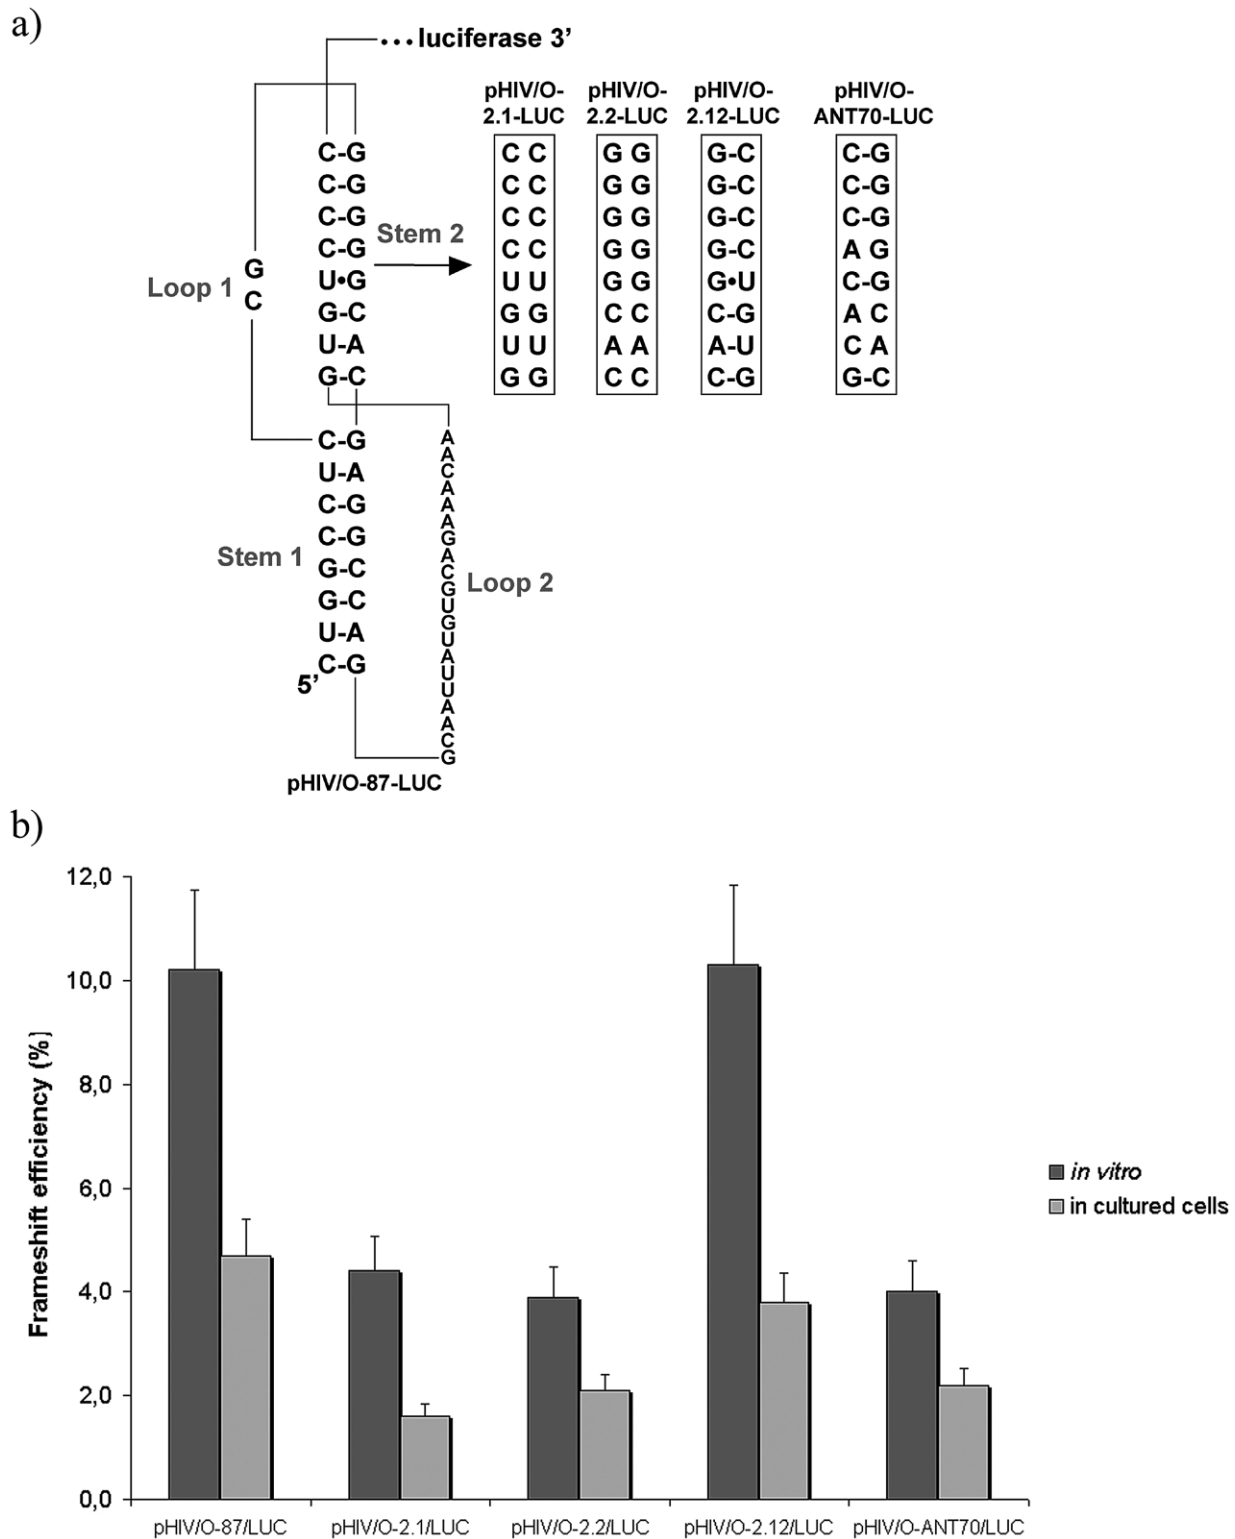 a)
...luciferase 3'
pHIV/O- pHIV/O- pHIV/O- pHIV/O-
2.1-LUC 2.2-LUC 2.12-LUC ANT70-LUC
C-G C C G G G-C C-G
C-G C C G G G-C C-G
C-G C C G G G-C C-G
Stem 2
C-G C C G G G-C A G
G
Loop 1
U•G U U G G G•U C-G
C
G-C G G C C C-G A C
U-A U U A A A-U C A
G-C G G C C C-G G-C
C-G
U-A
C-G
C-G
Stem 1
G-C
G-C
U-A
C-G
5'
A
A
C
A
A
A
G
A
C
G
U
G
U
A
U
U
A
A
C
G
Loop 2
pHIV/O-87-LUC
b)
Frameshift efficiency (%)
12,0
10,0
8,0
6,0
4,0
2,0
0,0
in vitro
in cultured cells
pHIV/O-87/LUC pHIV/O-2.1/LUC pHIV/O-2.2/LUC pHIV/O-2.12/LUC pHIV/O-ANT70/LUC